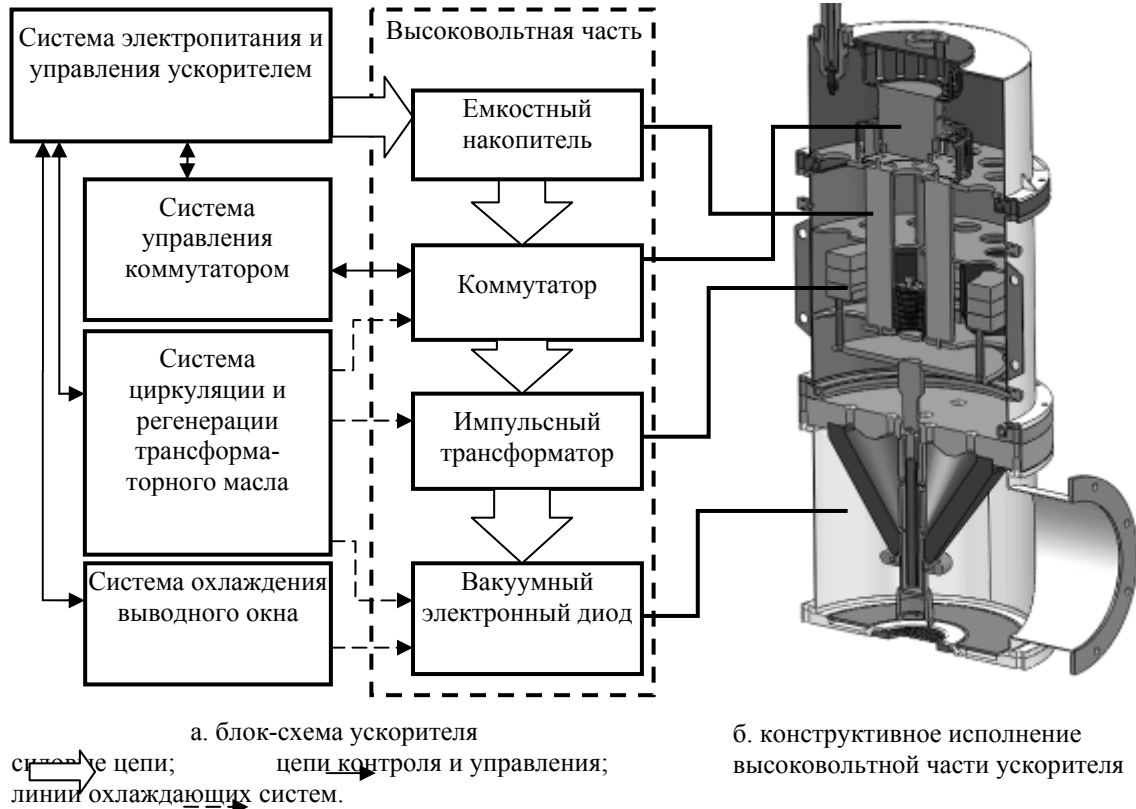 Система электропитания и
управления ускорителем
Высоковольтная часть
Емкостный
накопитель
Система
управления
коммутатором
Коммутатор
Система
циркуляции и
регенерации
трансформа-
торного масла
Импульсный
трансформатор
Система охлаждения
выводного окна
Вакуумный
электронный диод
а. блок-схема ускорителя
силовые цепи; цепи контроля и управления;
линии охлаждающих систем.
б. конструктивное исполнение
высоковольтной части ускорителя